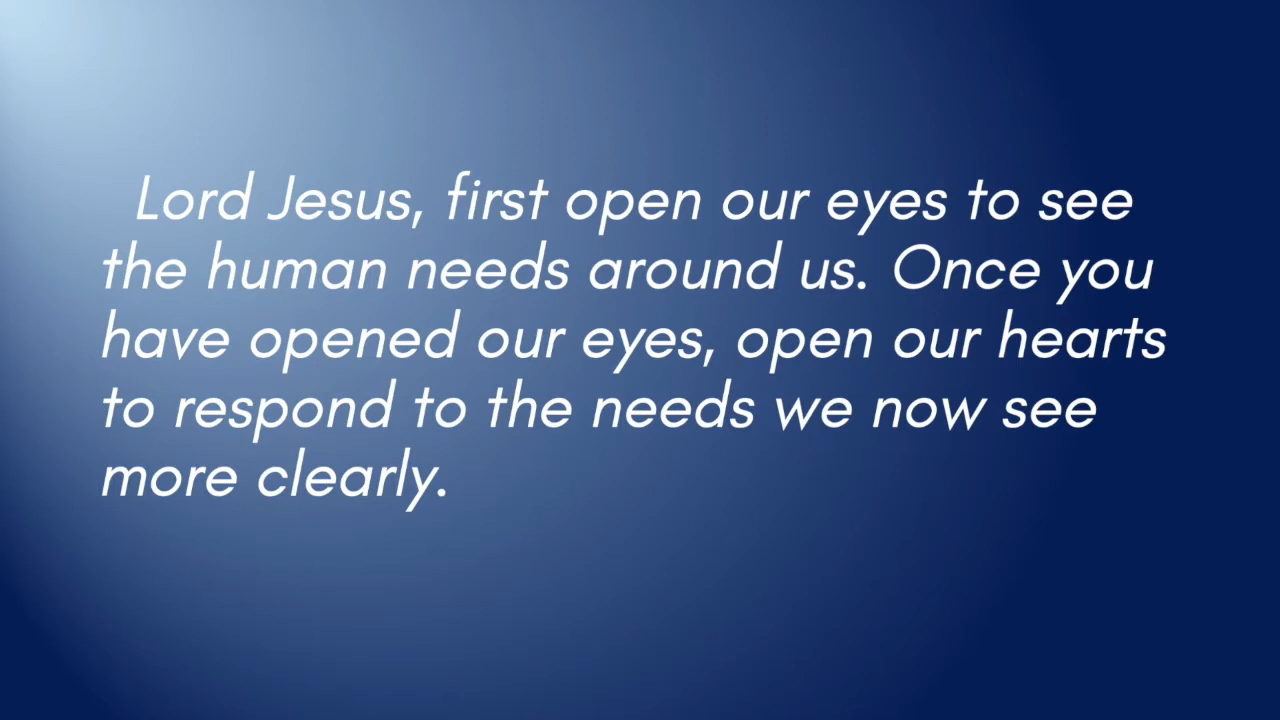 Lord Jesus, first open our eyes to see
the human needs around us. Once you
have opened our eyes, open our hearts
to respond to the needs we now see
more clearly.